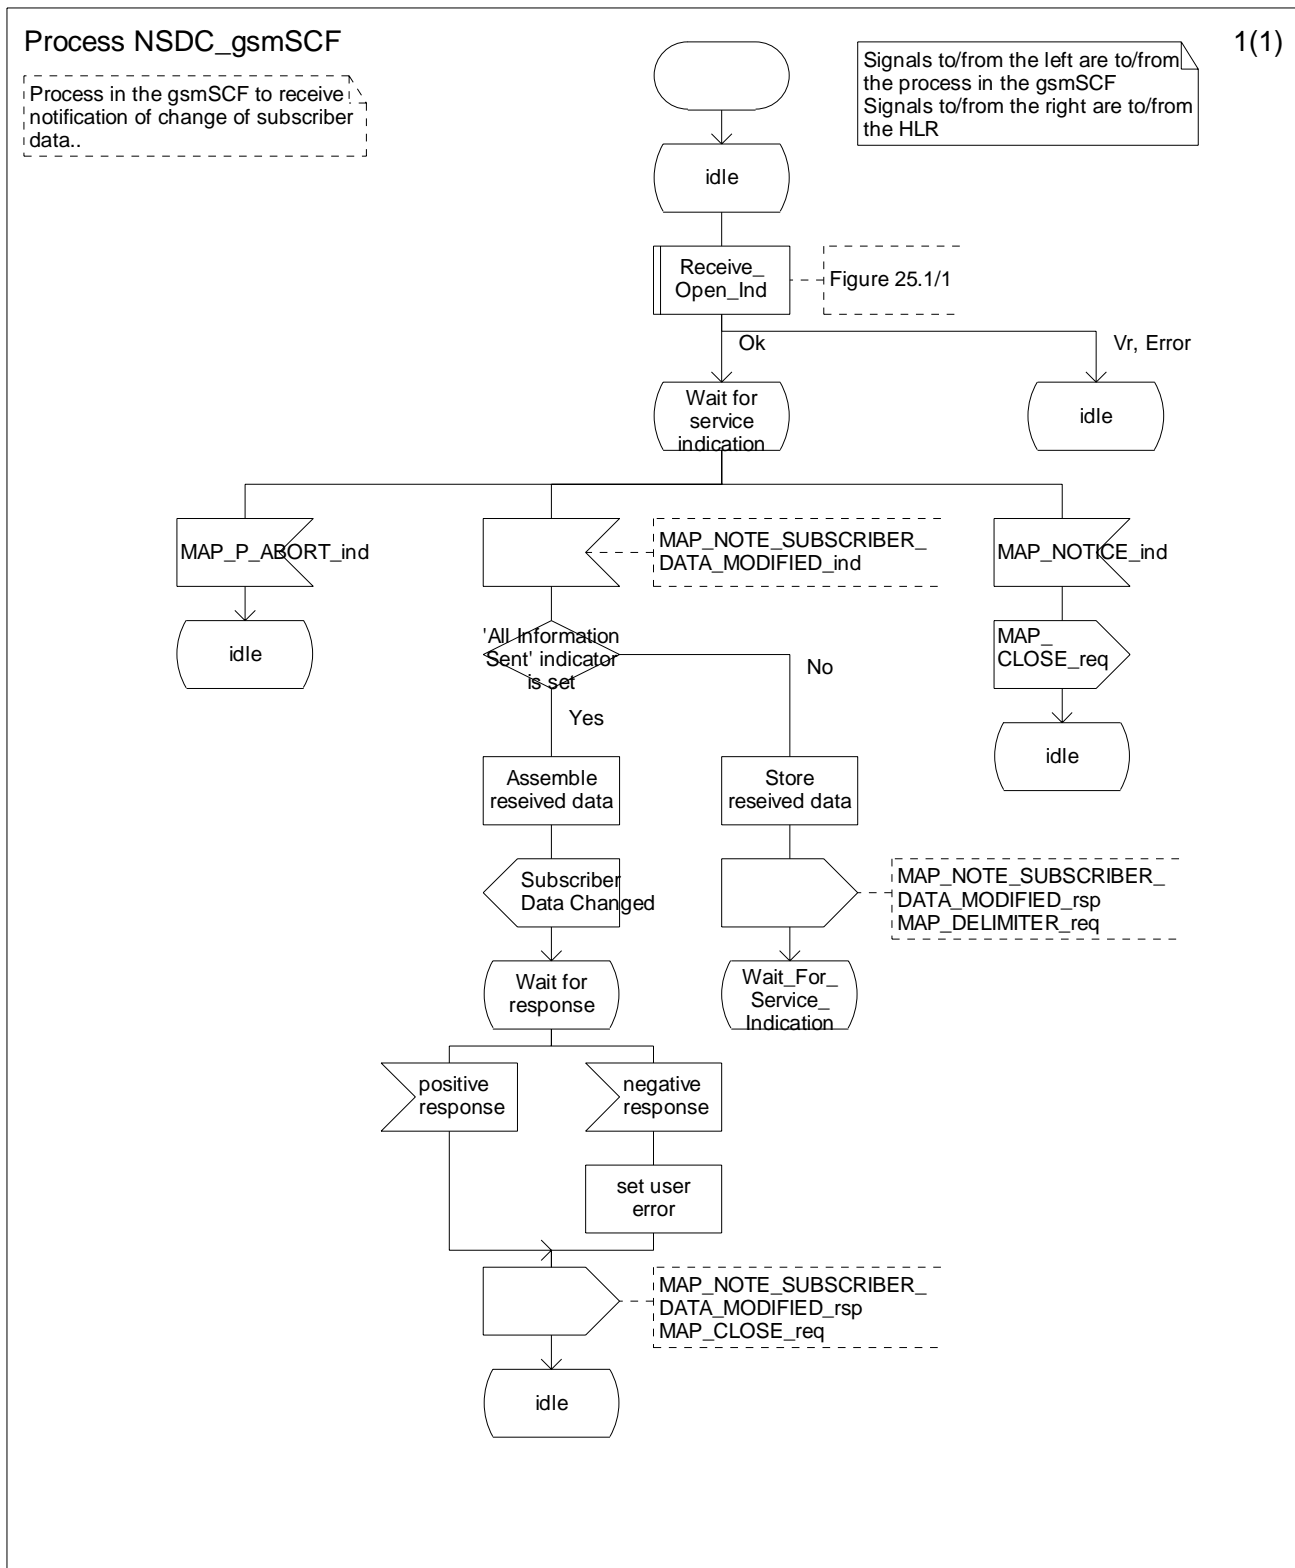 Process NSDC_gsmSCF
1(1)
Process in the gsmSCF to receive
notification of change of subscriber
data..
Signals to/from the left are to/from
the process in the gsmSCF
Signals to/from the right are to/from
the HLR
idle
Receive_
Open_Ind
Figure 25.1/1
Ok
Vr, Error
Wait for
service
indication
idle
MAP_P_ABORT_ind
MAP_NOTE_SUBSCRIBER_
DATA_MODIFIED_ind
MAP_NOTICE_ind
idle
'All Information
Sent' indicator
is set
No
MAP_
CLOSE_req
Yes
idle
Assemble
reseived data
Store
reseived data
Subscriber
Data Changed
MAP_NOTE_SUBSCRIBER_
DATA_MODIFIED_rsp
MAP_DELIMITER_req
Wait for
response
Wait_For_
Service_
Indication
positive
response
negative
response
set user
error
MAP_NOTE_SUBSCRIBER_
DATA_MODIFIED_rsp
MAP_CLOSE_req
idle